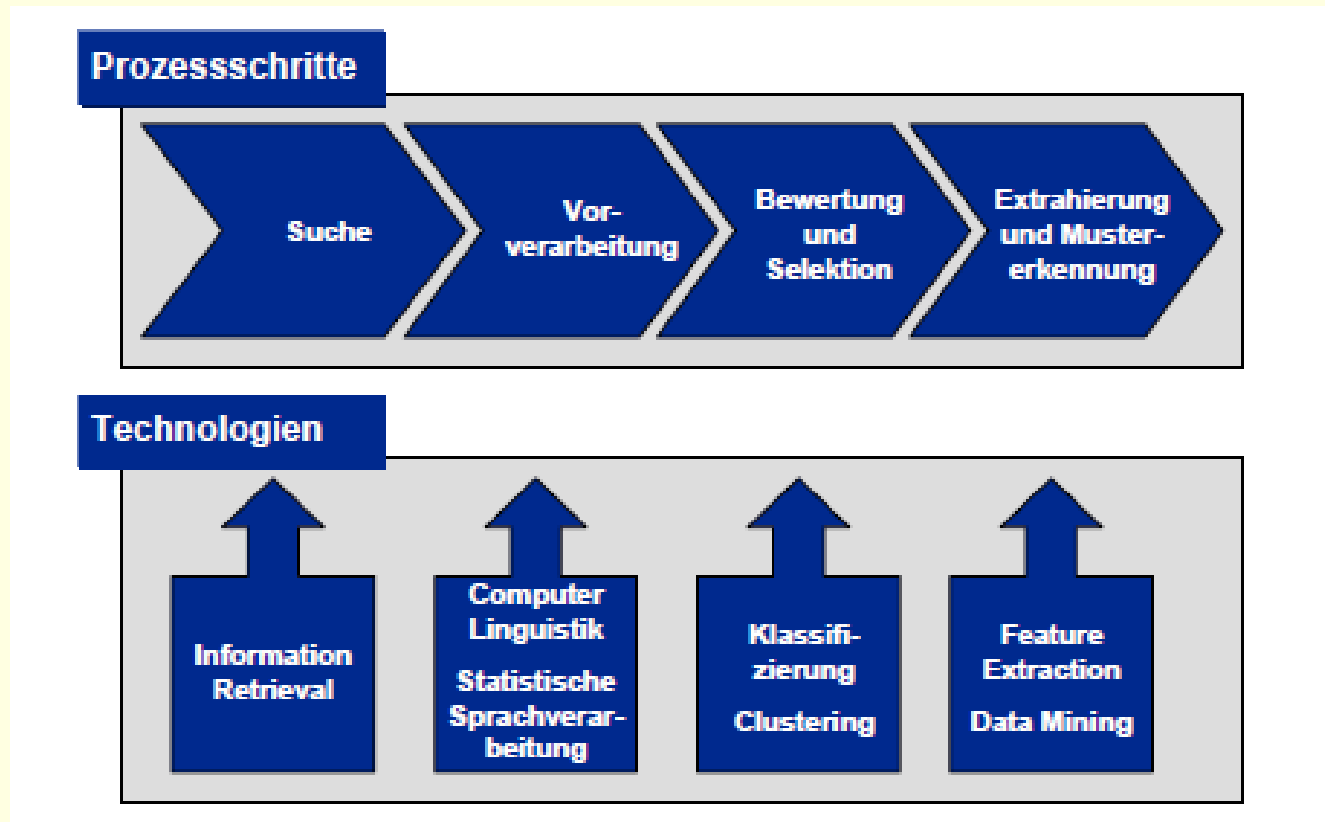 Prozessschritte
Suche
Vor-
verarbeitung
Bewertung
und
Selektion
Extrahierung
und Muster-
erkennung
Technologien
Information
Retrieval
Computer
Linguistik
Statistische
Sprachverar-
beitung
Klassifi-
zierung
Clustering
Feature
Extraction
Data Mining